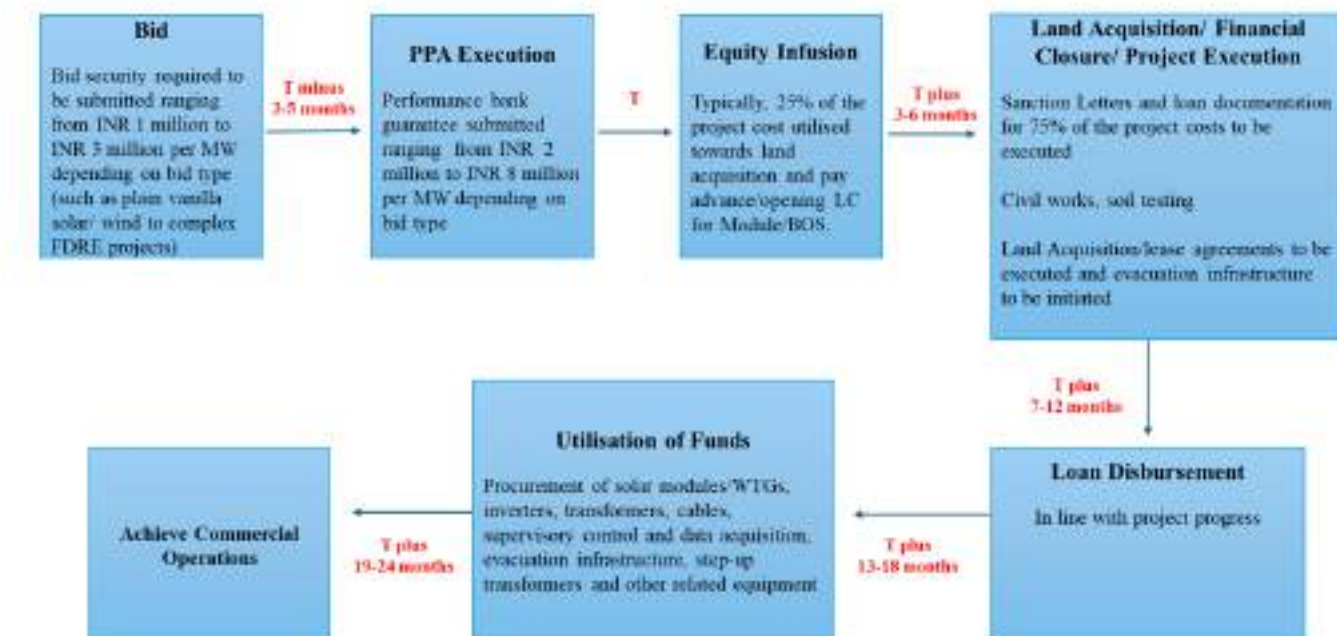 Bid
Bid security required to
be submitted ranging
from INR 1 million to
INR 3 million per MW
depending on bid type
(such as plain vanilla
solar/ wind to complex
FDRE projects)
T minus
3-5 months
PPA Execution
Performance bank
guarantee submitted
ranging from INR 2
million to INR 8 million
per MW depending on
bid type
T
Equity Infusion
Typically, 25% of the
project cost utilised
towards land
acquisition and pay
advance/opening LC
for Module/BOS.
T plus
3-6 months
Land Acquisition/ Financial
Closure/ Project Execution
Sanction Letters and loan documentation
for 75% of the project costs to be
executed
Civil works, soil testing
Land Acquisition/lease agreements to be
executed and evacuation infrastructure
to be initiated
T plus
7-12 months
Loan Disbursement
In line with project progress
T plus
13-18 months
Utilisation of Funds
Procurement of solar modules/WTGs,
inverters, transformers, cables,
supervisory control and data acquisition,
evacuation infrastructure, step-up
transformers and other related equipment
T plus
19-24 months
Achieve Commercial
Operations